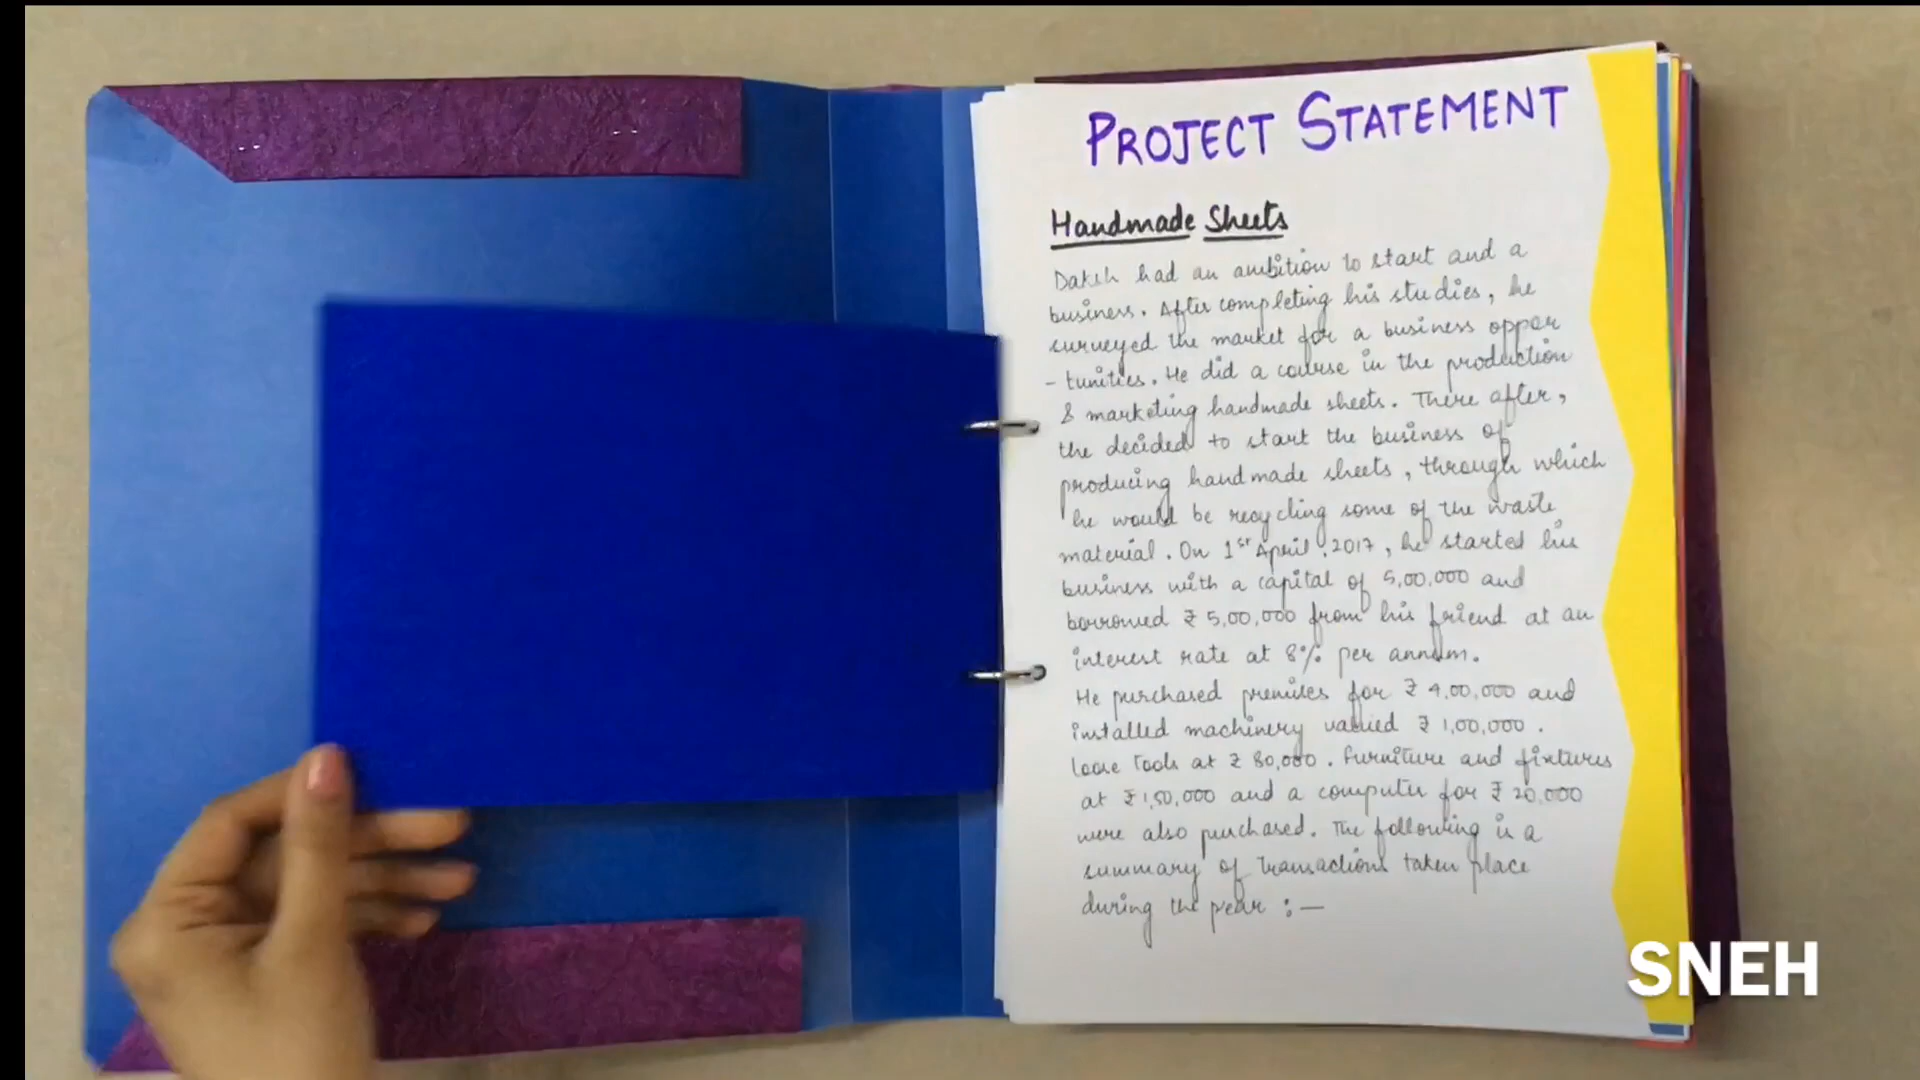 PROJECT STATEMENT
Handmade Sheets
Daksh had an ambition to start and a
business. After completing his studies, he
surveyed the market for a business oppor
- tunities. He did a course in the production
& marketing handmade sheets. There after,
the decided to start the business of
producing handmade sheets, through which
he would be recycling some of the waste
material. On 1st April, 2017, he started his
business with a capital of 5,00,000 and
borrowed ₹ 5,00,000 from his friend at an
interest rate at 8% per annum.
He purchased premises for ₹ 4,00,000 and
installed machinery valued ₹ 1,00,000.
Loose Tools at ₹ 80,000. Furniture and fixtures
at ₹ 1,50,000 and a computer for ₹ 20,000
were also purchased. The following is a
summary of transactions taken place
during the year :—
SNEH